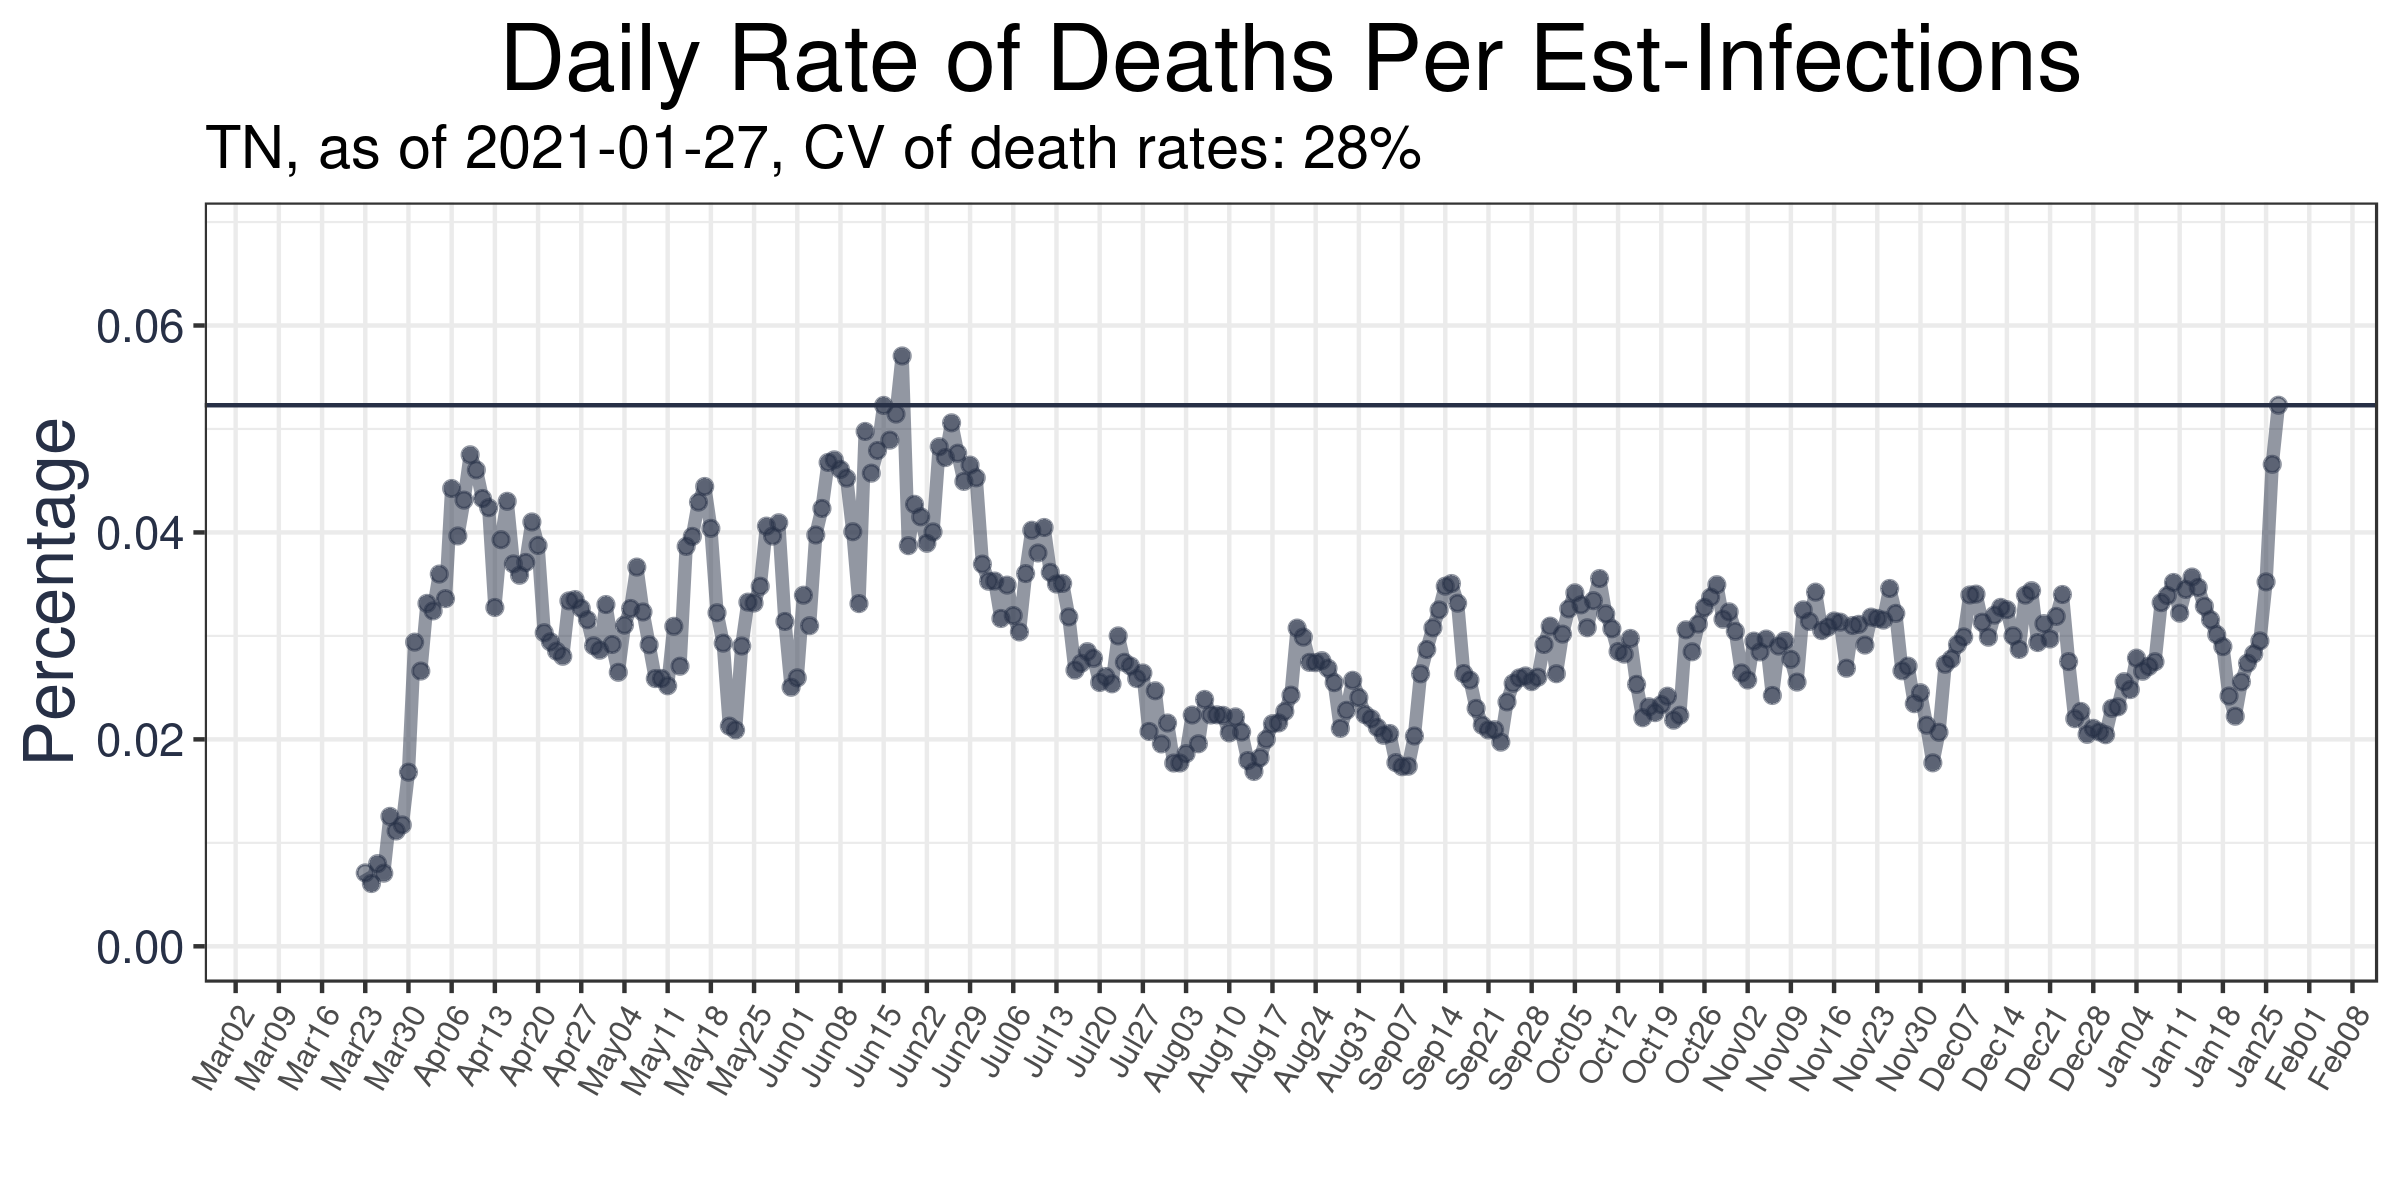 Daily Rate of Deaths Per Est-Infections
TN, as of 2021-01-27, CV of death rates: 28%
Percentage
0.06
0.04
0.02
0.00
Mar02
Mar09
Mar16
Mar23
Mar30
Apr06
Apr13
Apr20
Apr27
May04
May11
May18
May25
Jun01
Jun08
Jun15
Jun22
Jun29
Jul06
Jul13
Jul20
Jul27
Aug03
Aug10
Aug17
Aug24
Aug31
Sep07
Sep14
Sep21
Sep28
Oct05
Oct12
Oct19
Oct26
Nov02
Nov09
Nov16
Nov23
Nov30
Dec07
Dec14
Dec21
Dec28
Jan04
Jan11
Jan18
Jan25
Feb01
Feb08